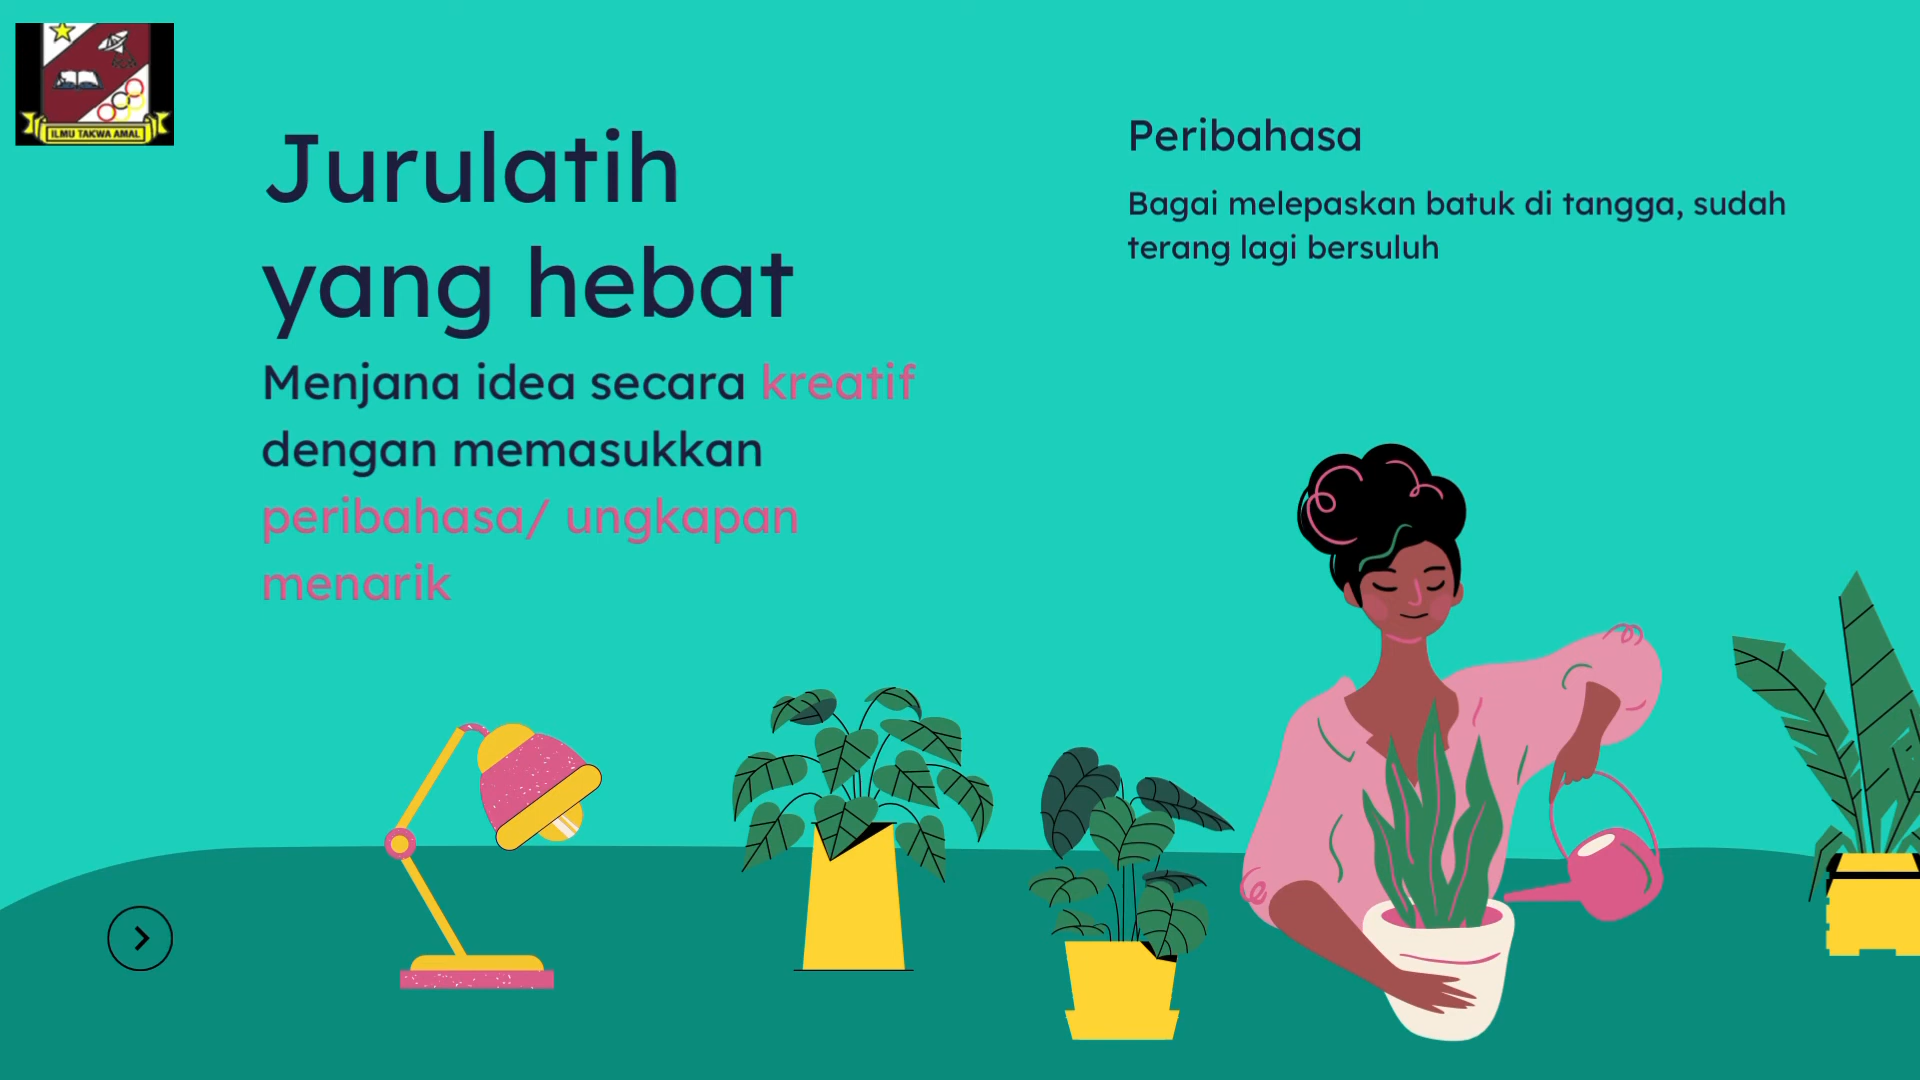 ILMU TAKWA AMAL
Jurulatih
yang hebat
Menjana idea secara kreatif
dengan memasukkan
peribahasa/ ungkapan
menarik
Peribahasa
Bagai melepaskan batuk di tangga, sudah
terang lagi bersuluh